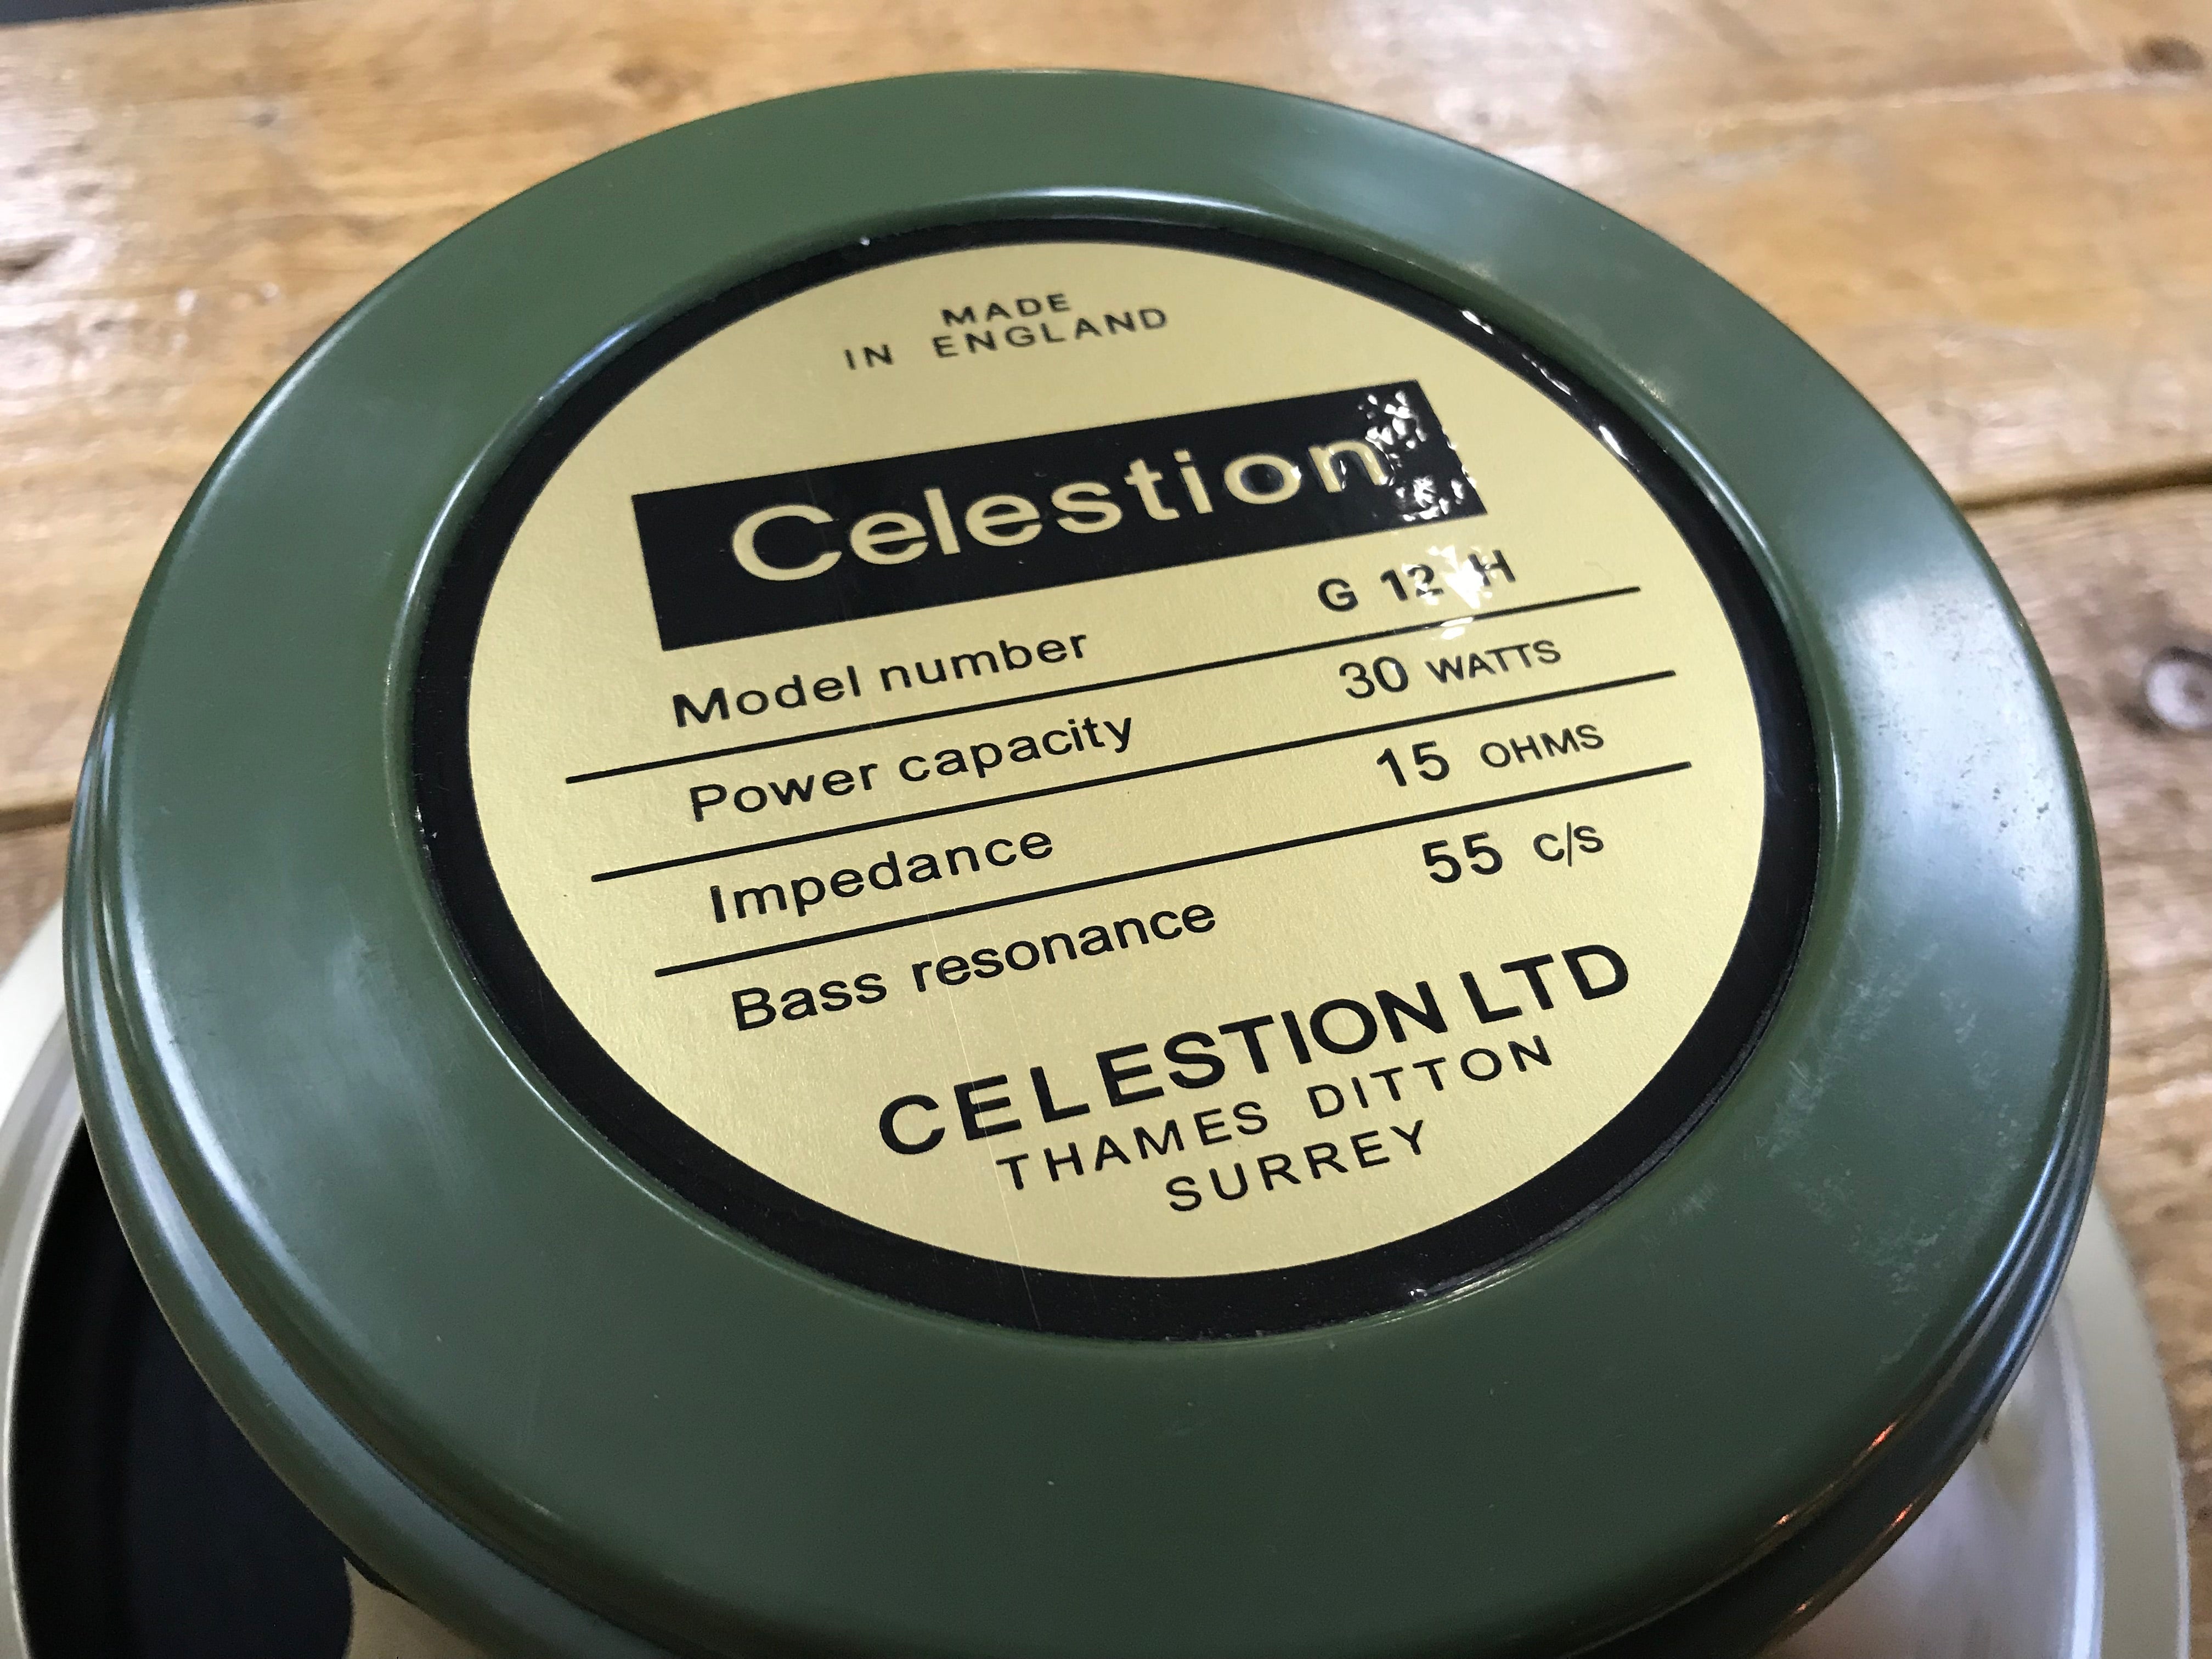 MADE
IN ENGLAND
Celestion
Model number G 12 H
Power capacity 30 WATTS
Impedance 15 OHMS
Bass resonance 55 c/s
CELESTION LTD
THAMES DITTON
SURREY